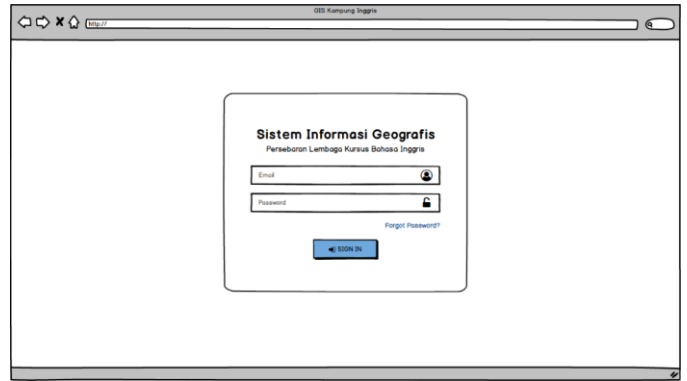 GIS Kampung Inggris
http://
Sistem Informasi Geografis
Persebaran Lembaga Kursus Bahasa Inggris
Email
Password
Forgot Password?
SIGN IN